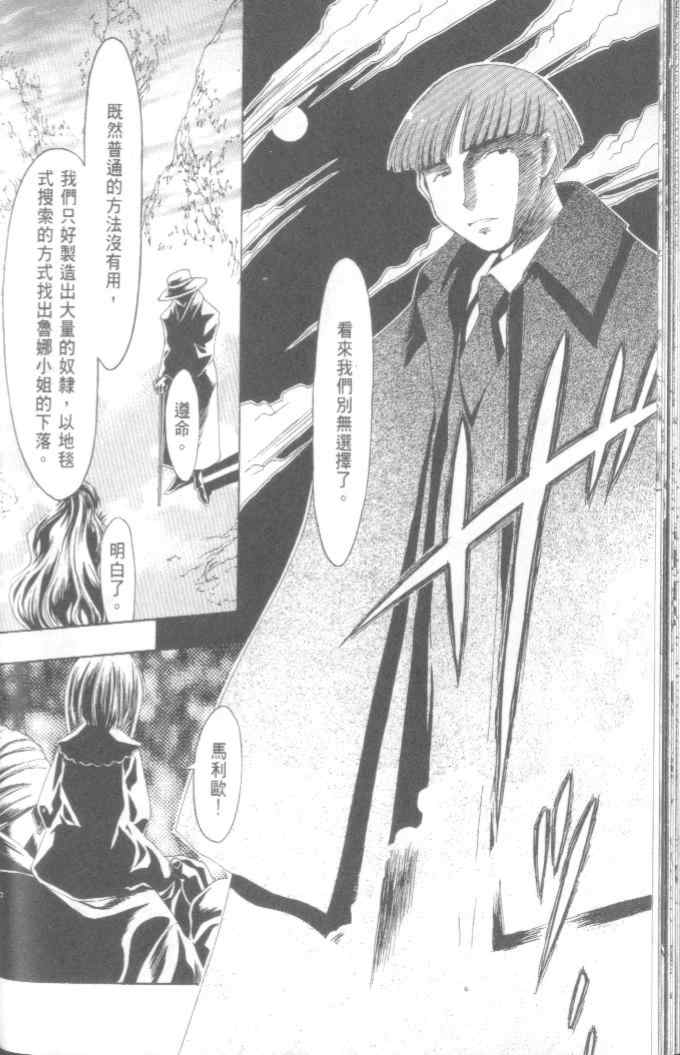 看來我們別無選擇了。
既然普通的方法沒有用，
我們只好製造出大量的奴隸，以地毯
式搜索的方式找出魯娜小姐的下落。
遵命。
明白了。
馬利歐！